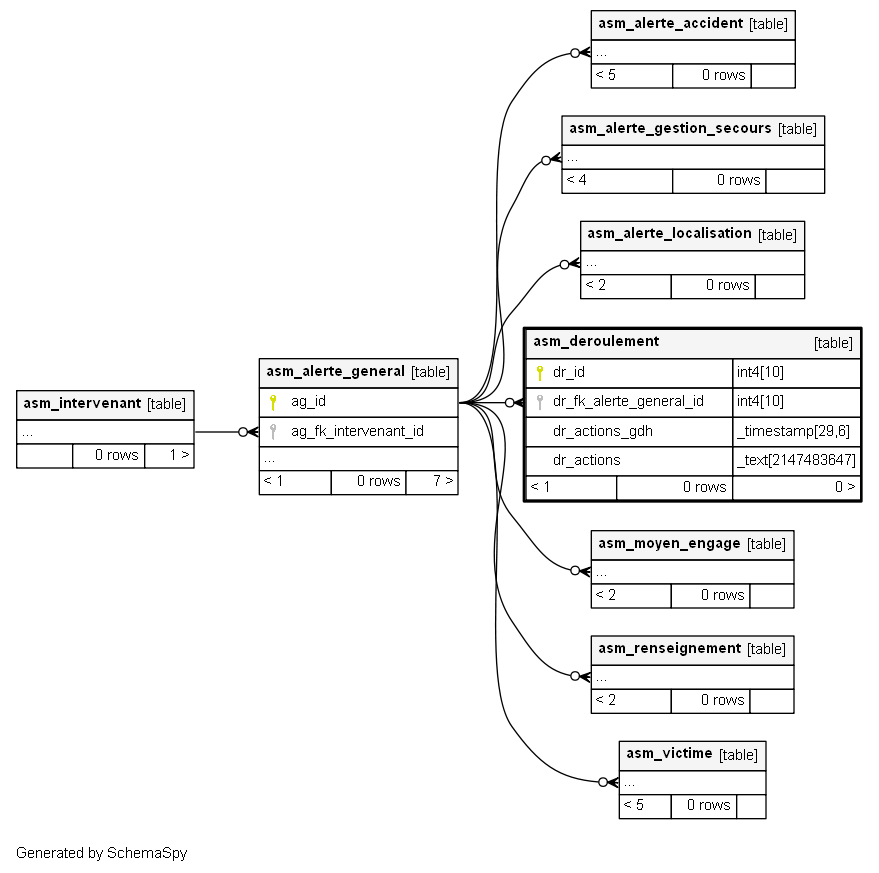 asm_alerte_accident [table]
...
< 5 0 rows
asm_alerte_gestion_secours [table]
...
< 4 0 rows
asm_alerte_localisation [table]
...
< 2 0 rows
asm_deroulement [table]
dr_id int4[10]
dr_fk_alerte_general_id int4[10]
dr_actions_gdh _timestamp[29,6]
dr_actions _text[2147483647]
< 1 0 rows 0 >
asm_alerte_general [table]
ag_id
ag_fk_intervenant_id
...
< 1 0 rows 7 >
asm_intervenant [table]
...
0 rows 1 >
asm_moyen_engage [table]
...
< 2 0 rows
asm_renseignement [table]
...
< 2 0 rows
asm_victime [table]
...
< 5 0 rows
Generated by SchemaSpy